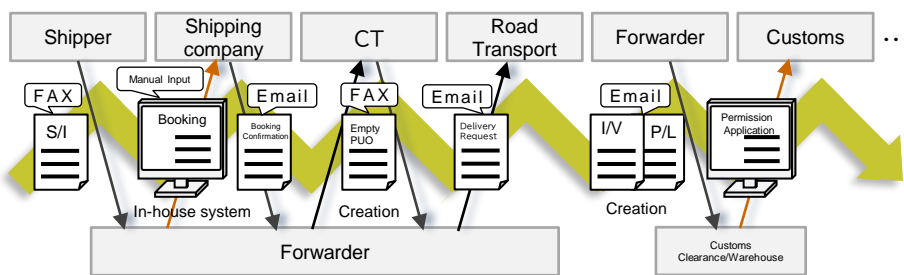 Shipper
Shipping
company
CT
Road
Transport
Forwarder
Customs
..
Manual Input
FAX
Email
FAX
Email
Email
S/I
Booking
Booking
Confirmation
Empty
PUO
Delivery
Request
I/V
P/L
Permission
Application
In-house system
Creation
Creation
Forwarder
Customs
Clearance/Warehouse